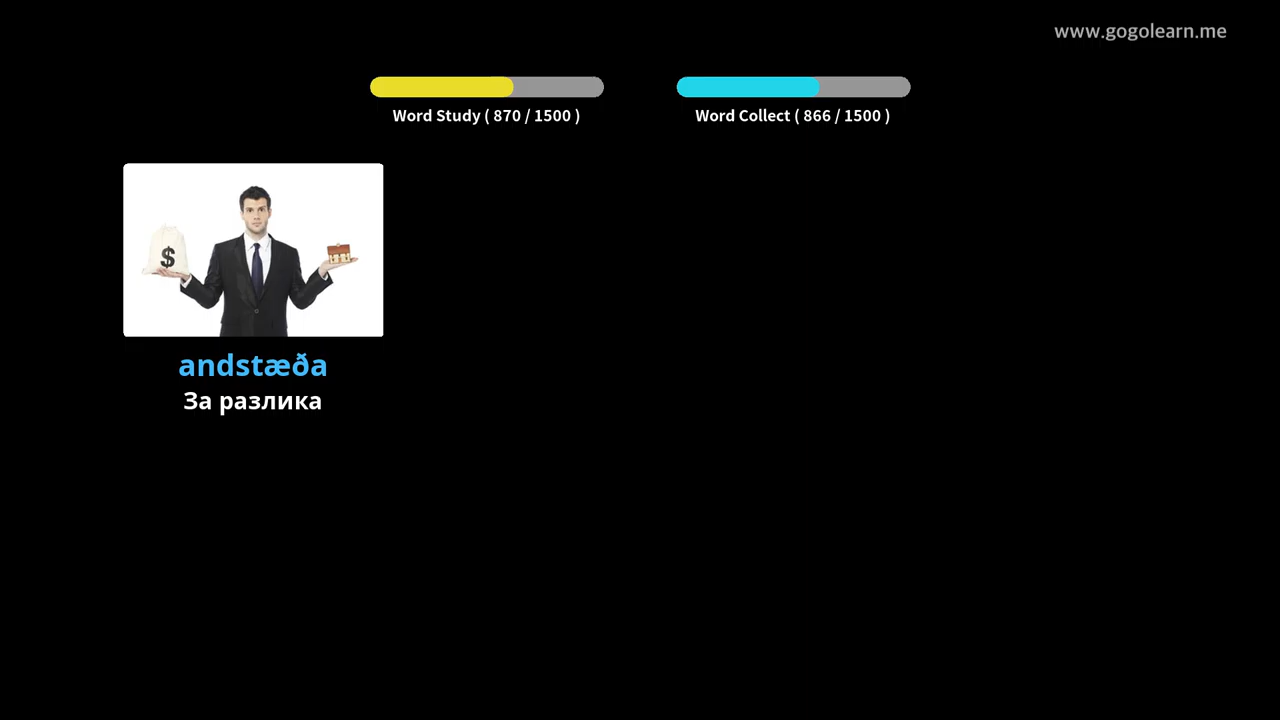 www.gogolearn.me
Word Study ( 870 / 1500 )
Word Collect ( 866 / 1500 )
$
andstæða
За разлика